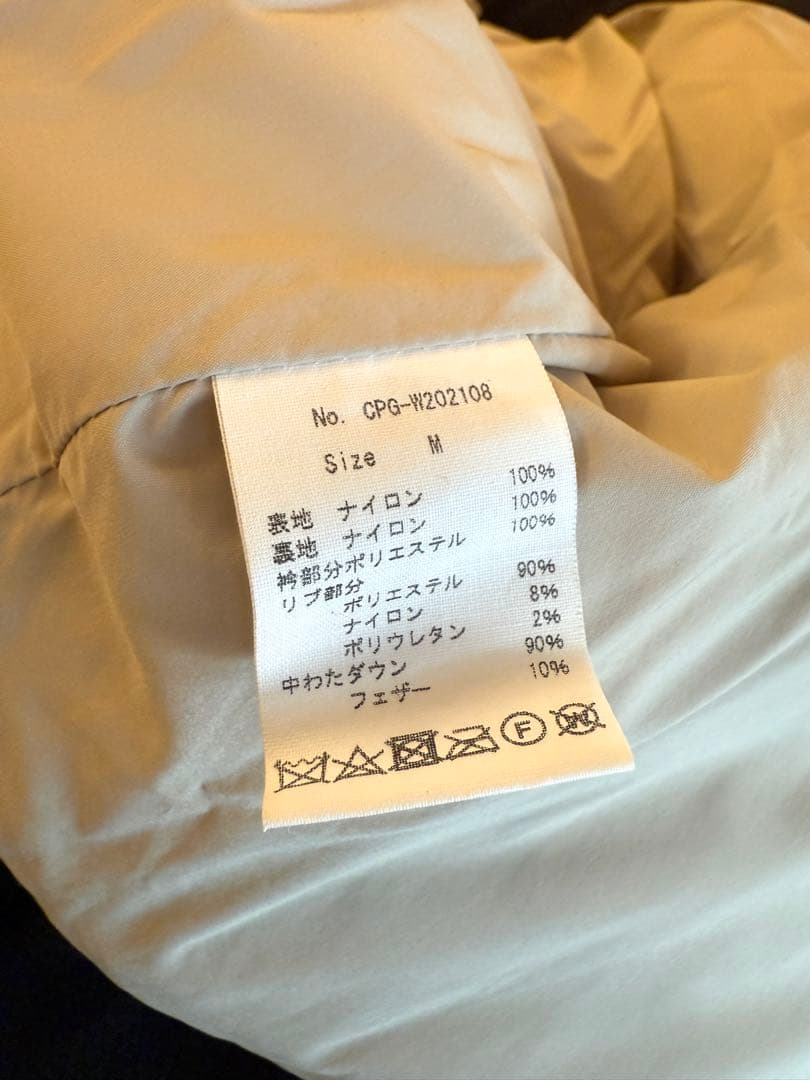 No. CPG-W202108
Size M
表地 ナイロン 100%
裏地 ナイロン 100%
衿部分ポリエステル 100%
リブ部分
ポリエステル 90%
ナイロン 8%
ポリウレタン 2%
中わたダウン 90%
フェザー 10%
F
W